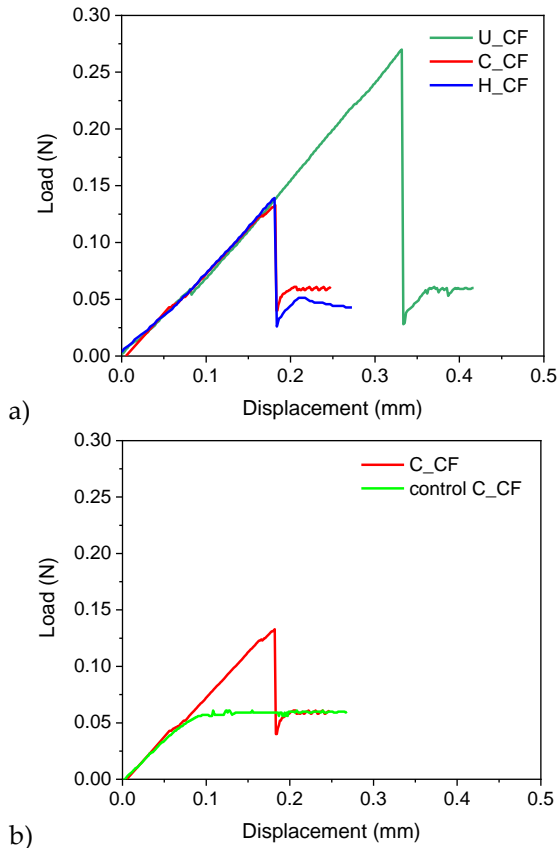 0.30
0.25
0.20
0.15
0.10
0.05
0.00
Load (N)
U_CF
C_CF
H_CF
0.0 0.1 0.2 0.3 0.4 0.5
Displacement (mm)
a)
0.30
0.25
0.20
0.15
0.10
0.05
0.00
Load (N)
C_CF
control C_CF
0.0 0.1 0.2 0.3 0.4 0.5
Displacement (mm)
b)